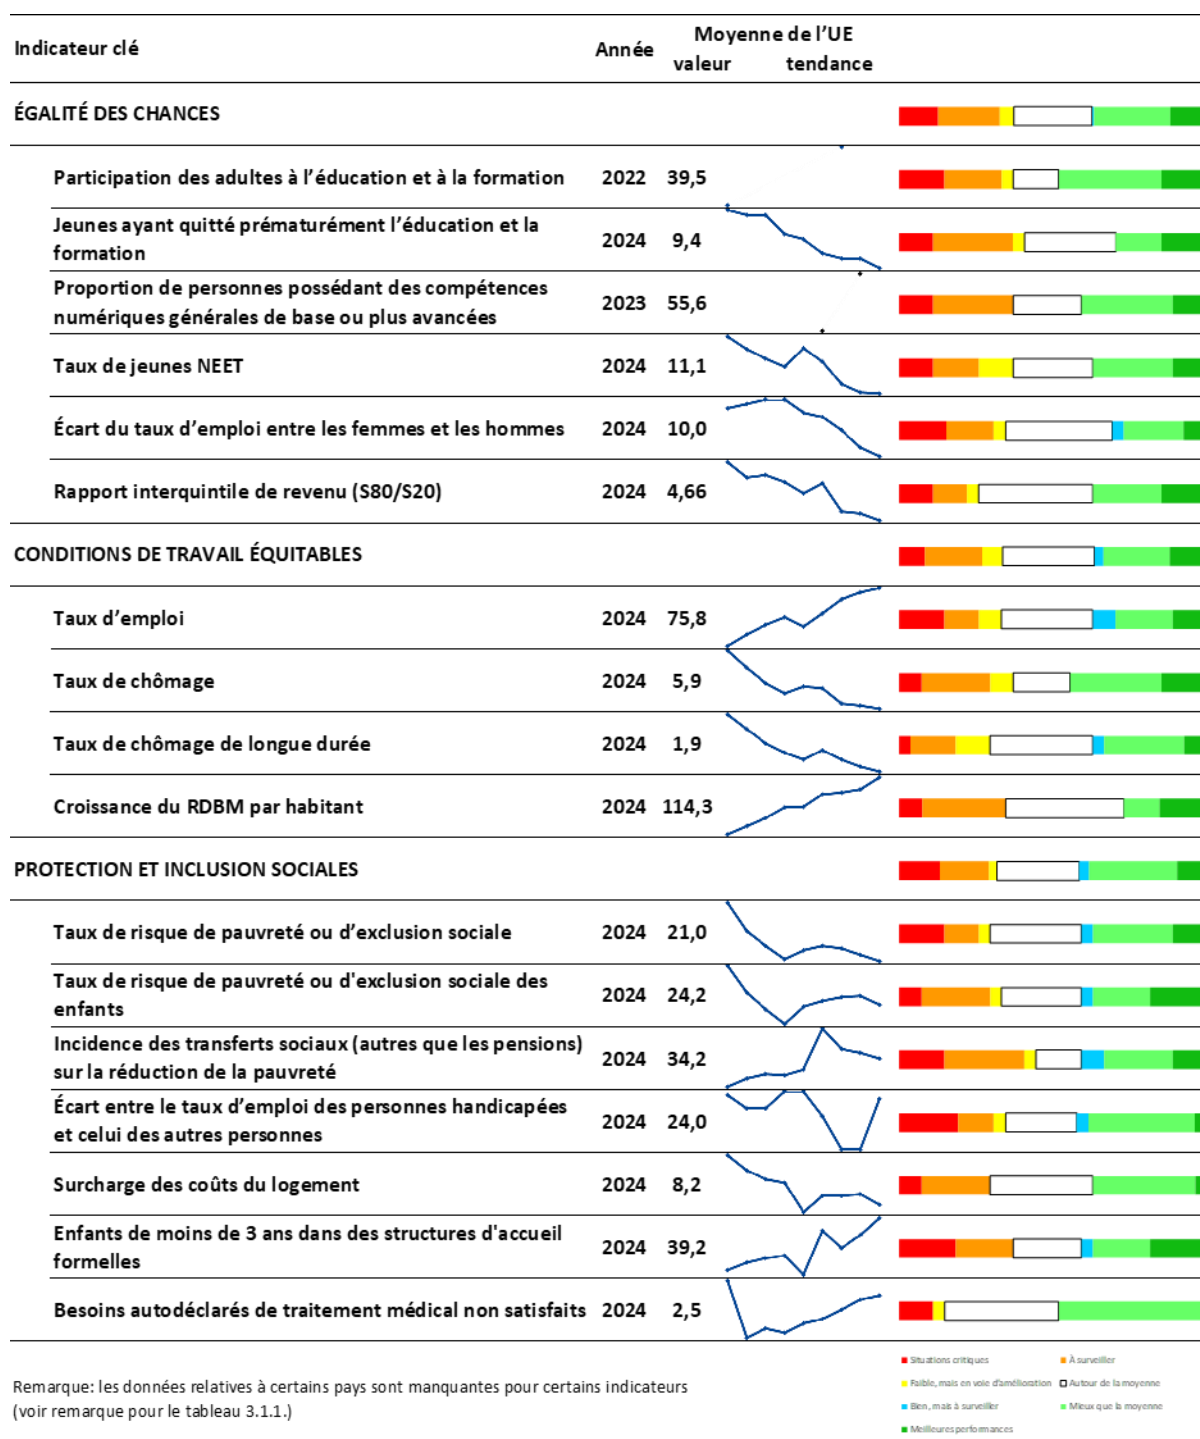 Indicateur clé
Année
Moyenne de l’UE
valeur tendance
ÉGALITÉ DES CHANCES
Participation des adultes à l’éducation et à la formation 2022 39,5
Jeunes ayant quitté prématurément l’éducation et la
formation
2024 9,4
Proportion de personnes possédant des compétences
numériques générales de base ou plus avancées
2023 55,6
Taux de jeunes NEET 2024 11,1
Écart du taux d’emploi entre les femmes et les hommes 2024 10,0
Rapport interquintile de revenu (S80/S20) 2024 4,66
CONDITIONS DE TRAVAIL ÉQUITABLES
Taux d’emploi 2024 75,8
Taux de chômage 2024 5,9
Taux de chômage de longue durée 2024 1,9
Croissance du RDBM par habitant 2024 114,3
PROTECTION ET INCLUSION SOCIALES
Taux de risque de pauvreté ou d’exclusion sociale 2024 21,0
Taux de risque de pauvreté ou d'exclusion sociale des
enfants
2024 24,2
Incidence des transferts sociaux (autres que les pensions)
sur la réduction de la pauvreté
2024 34,2
Écart entre le taux d’emploi des personnes handicapées
et celui des autres personnes
2024 24,0
Surcharge des coûts du logement 2024 8,2
Enfants de moins de 3 ans dans des structures d'accueil
formelles
2024 39,2
Besoins autodéclarés de traitement médical non satisfaits 2024 2,5
Remarque: les données relatives à certains pays sont manquantes pour certains indicateurs
(voir remarque pour le tableau 3.1.1.)
Situations critiques À surveiller
Faible, mais en voie d'amélioration Autour de la moyenne
Bien, mais à surveiller Mieux que la moyenne
Meilleures performances